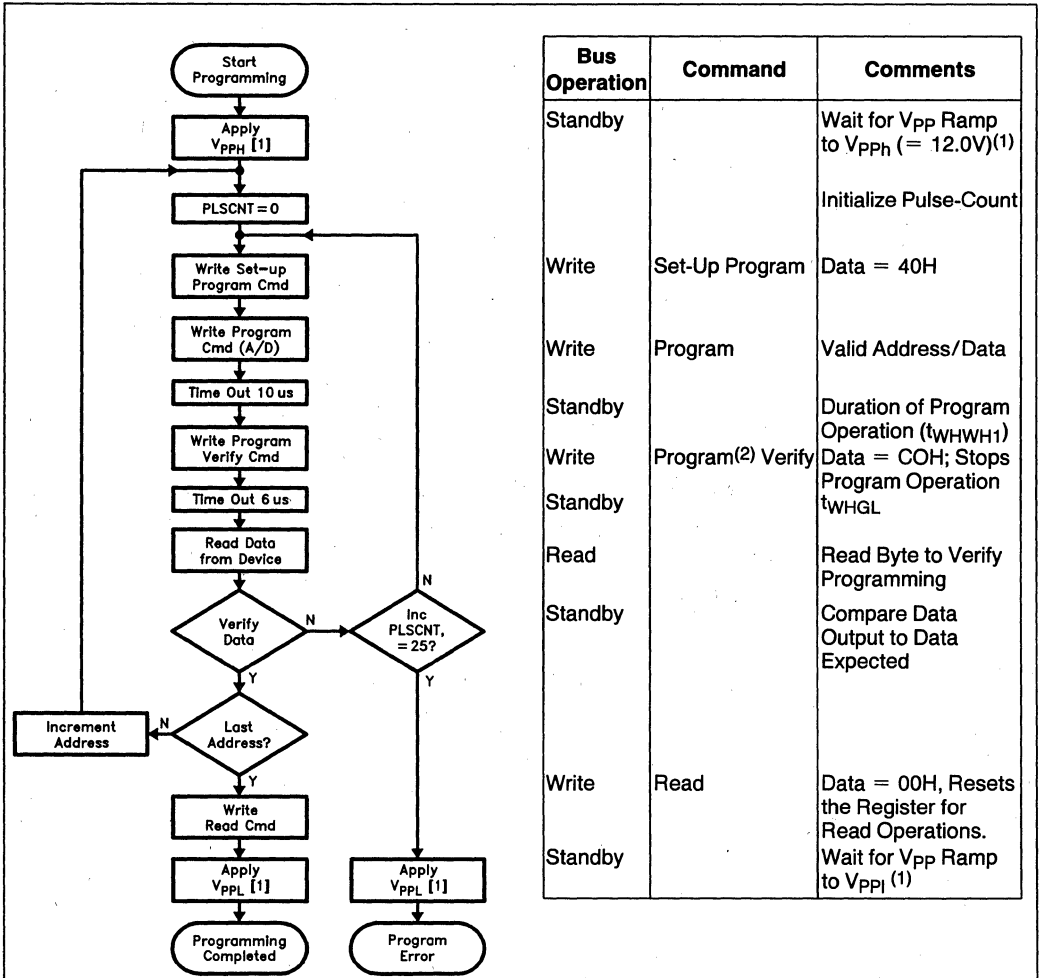 Start
Programming
Apply
VPPH [1]
PLSCNT = 0
Write Set-up
Program Cmd
Write Program
Cmd (A/D)
Time Out 10 us
Write Program
Verify Cmd
Time Out 6 us
Read Data
from Device
Verify
Data
N
Y
Inc
PLSCNT,
= 25?
N
Y
Last
Address?
N
Y
Increment
Address
Write
Read Cmd
Apply
VPPL [1]
Programming
Completed
Apply
VPPL [1]
Program
Error
Bus
Operation
Command
Comments
Standby
Wait for VPP Ramp
to VPPh (= 12.0V)(1)
Initialize Pulse-Count
Write
Set-Up Program
Data = 40H
Write
Program
Valid Address/Data
Standby
Duration of Program
Operation (tWHWH1)
Write
Program(2) Verify
Data = COH; Stops
Program Operation
Standby
tWHGL
Read
Read Byte to Verify
Programming
Standby
Compare Data
Output to Data
Expected
Write
Read
Data = 00H, Resets
the Register for
Read Operations.
Standby
Wait for VPP Ramp
to VPPl (1)